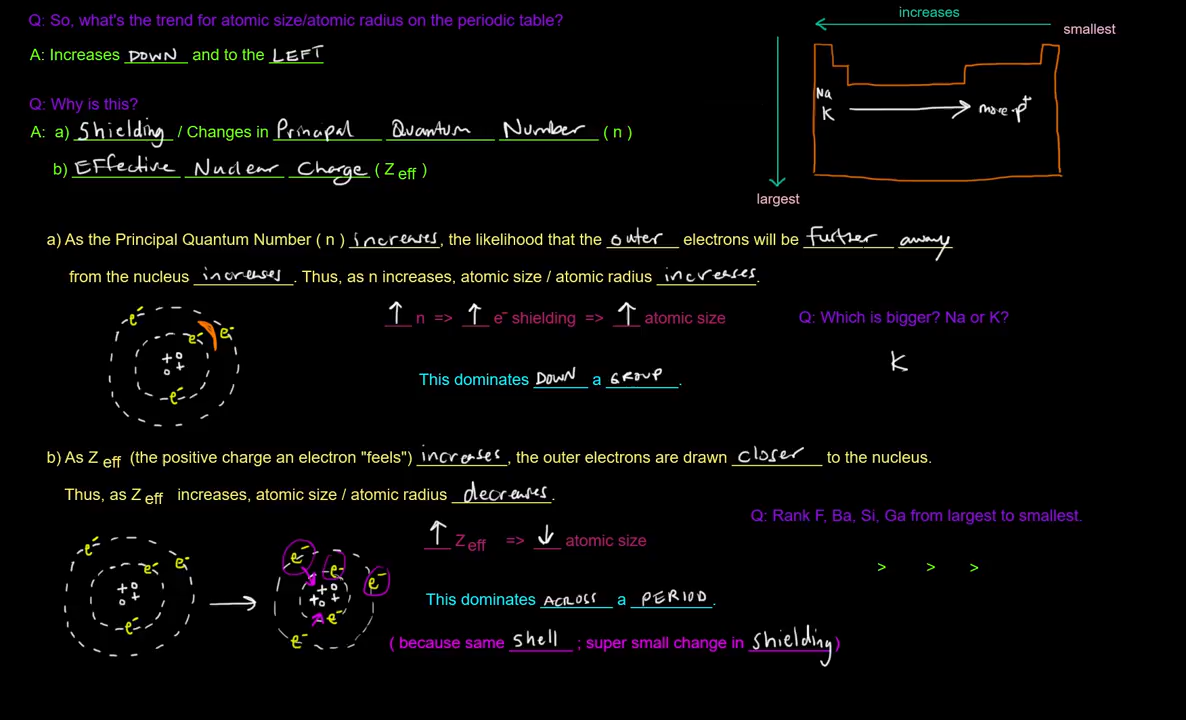 Q: So, what's the trend for atomic size/atomic radius on the periodic table?
A: Increases DOWN and to the LEFT
increases
smallest
Na
K
more p⁺
largest
Q: Why is this?
A: a) Shielding / Changes in Principal Quantum Number ( n )
b) Effective Nuclear Charge ( Z eff )
a) As the Principal Quantum Number ( n ) increases, the likelihood that the outer electrons will be further away
from the nucleus increases. Thus, as n increases, atomic size / atomic radius increases.
e⁻ e⁻ e⁻ e⁻
+ +
↑ n => ↑ e⁻ shielding => ↑ atomic size
This dominates DOWN a GROUP.
Q: Which is bigger? Na or K?
K
b) As Z eff (the positive charge an electron "feels") increases, the outer electrons are drawn closer to the nucleus.
Thus, as Z eff increases, atomic size / atomic radius decreases.
e⁻ e⁻ e⁻ e⁻
+ +
e⁻ e⁻ e⁻ e⁻ e⁻
+ + + +
↑ Z eff => ↓ atomic size
This dominates ACROSS a PERIOD.
( because same shell ; super small change in shielding )
Q: Rank F, Ba, Si, Ga from largest to smallest.
> > >